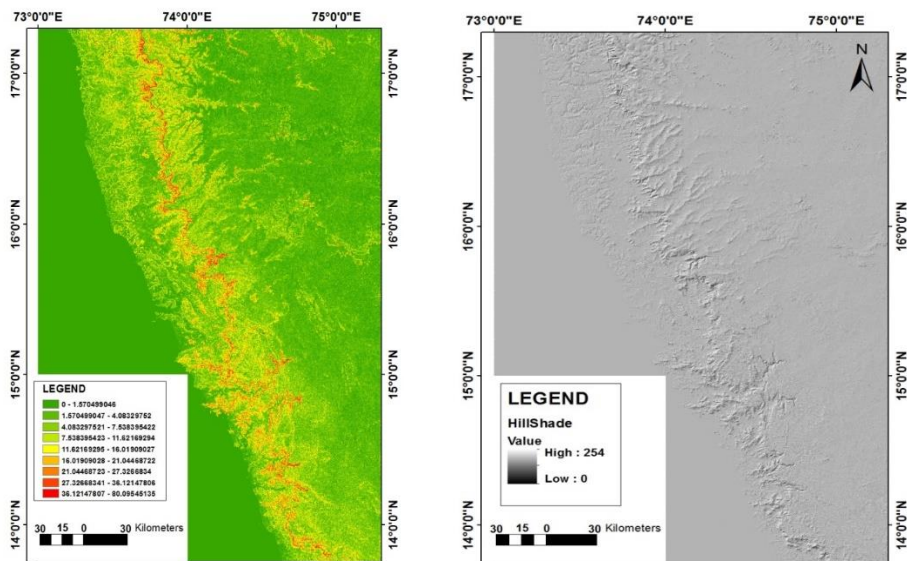 73°0'0"E 74°0'0"E 75°0'0"E
17°0'0"N
16°0'0"N
15°0'0"N
14°0'0"N
17°0'0"N
16°0'0"N
15°0'0"N
14°0'0"N
LEGEND
0 - 1.570499046
1.570499047 - 4.08329752
4.083297521 - 7.538395422
7.538395423 - 11.62169294
11.62169295 - 16.01909027
16.01909028 - 21.04468722
21.04468723 - 27.3266834
27.32668341 - 36.12147806
36.12147807 - 80.09545135
30 15 0 30 Kilometers
73°0'0"E 74°0'0"E 75°0'0"E
N
17°0'0"N
16°0'0"N
15°0'0"N
14°0'0"N
17°0'0"N
16°0'0"N
15°0'0"N
14°0'0"N
LEGEND
HillShade
Value
High : 254
Low : 0
30 15 0 30 Kilometers